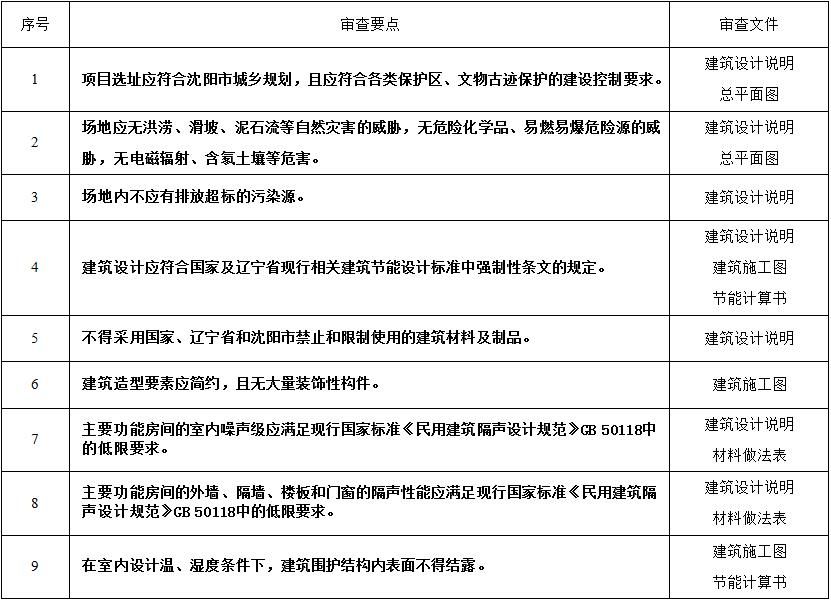 序号 审查要点 审查文件
1 项目选址应符合沈阳市城乡规划，且应符合各类保护区、文物古迹保护的建设控制要求。 建筑设计说明
总平面图
2 场地应无洪涝、滑坡、泥石流等自然灾害的威胁，无危险化学品、易燃易爆危险源的威
胁，无电磁辐射、含氡土壤等危害。 建筑设计说明
总平面图
3 场地内不应有排放超标的污染源。 建筑设计说明
4 建筑设计应符合国家及辽宁省现行相关建筑节能设计标准中强制性条文的规定。 建筑设计说明
建筑施工图
节能计算书
5 不得采用国家、辽宁省和沈阳市禁止和限制使用的建筑材料及制品。 建筑设计说明
6 建筑造型要素应简约，且无大量装饰性构件。 建筑施工图
7 主要功能房间的室内噪声级应满足现行国家标准《民用建筑隔声设计规范》GB 50118中
的低限要求。 建筑设计说明
材料做法表
8 主要功能房间的外墙、隔墙、楼板和门窗的隔声性能应满足现行国家标准《民用建筑隔
声设计规范》GB 50118中的低限要求。 建筑设计说明
材料做法表
9 在室内设计温、湿度条件下，建筑围护结构内表面不得结露。 建筑施工图
节能计算书